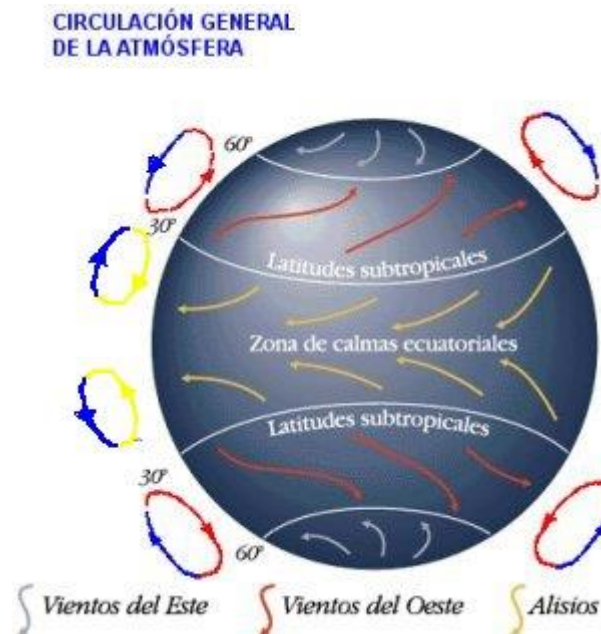 CIRCULACIÓN GENERAL
DE LA ATMÓSFERA
60º
30º
Latitudes subtropicales
Zona de calmas ecuatoriales
Latitudes subtropicales
30º
60º
Vientos del Este
Vientos del Oeste
Alisios